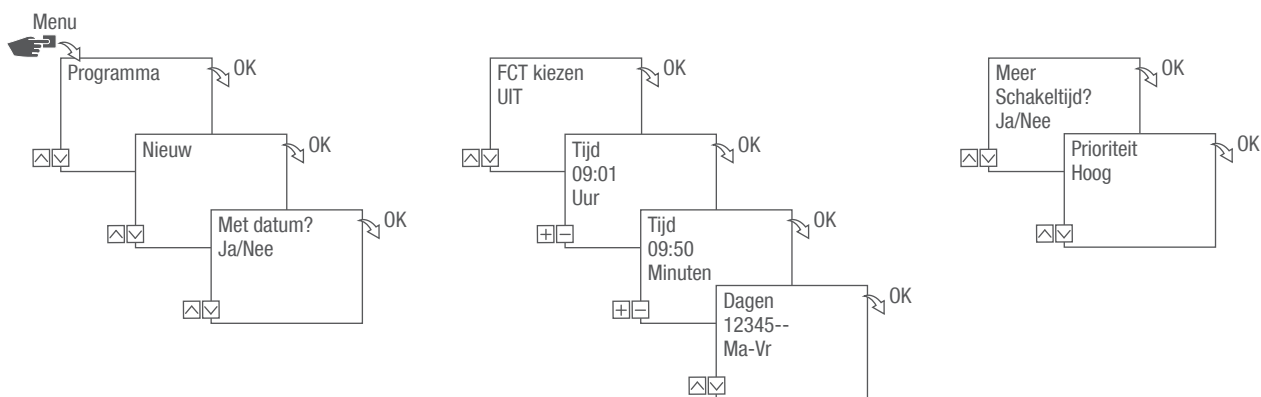 Menu
Programma
OK
Nieuw
OK
Met datum?
Ja/Nee
OK
FCT kiezen
UIT
OK
Tijd
09:01
Uur
OK
Tijd
09:50
Minuten
OK
Dagen
12345--
Ma-Vr
OK
Meer
Schakeltijd?
Ja/Nee
OK
Prioriteit
Hoog
OK